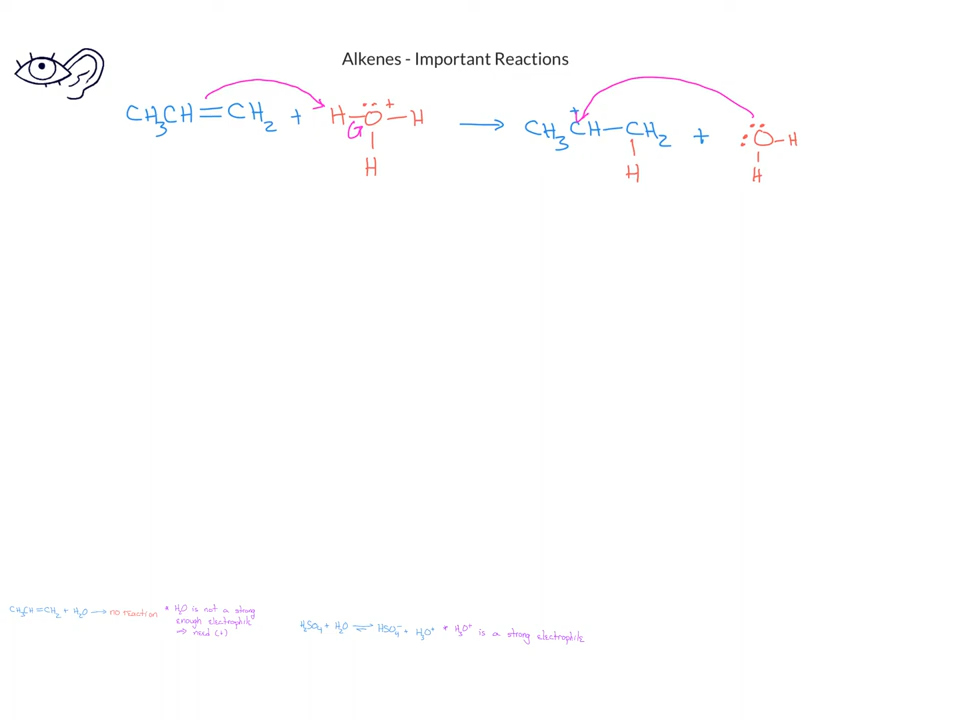 Alkenes - Important Reactions
CH₃CH=CH₂ + H-Ö⁺-H → CH₃C⁺H-CH₂ + :Ö-H
H H H
CH₃CH=CH₂ + H₂O → no reaction * H₂O is not a strong
enough electrophile
→ need (+)
H₂SO₄ + H₂O ⇌ HSO₄⁻ + H₃O⁺ * H₃O⁺ is a strong electrophile